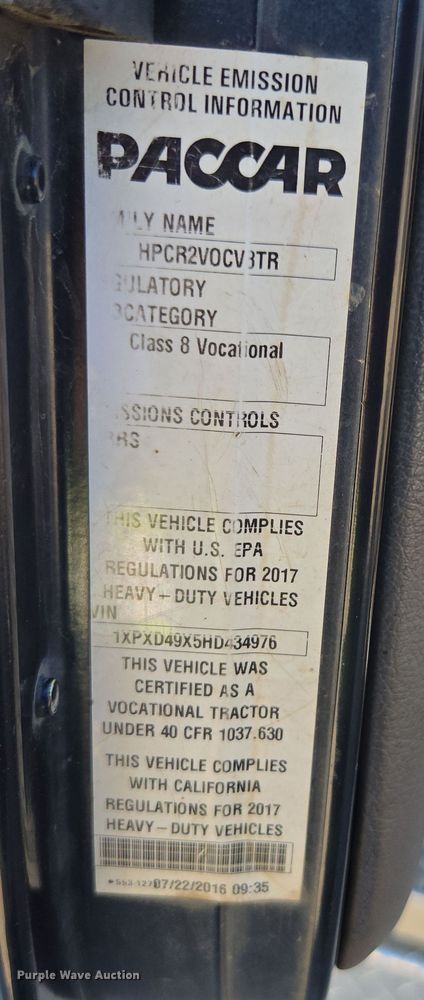 VEHICLE EMISSION
CONTROL INFORMATION
PACCAR
MILY NAME
HPCR2VOCV3TR
GULATORY
CATEGORY
Class 8 Vocational
SSIONS CONTROLS
RS
THIS VEHICLE COMPLIES
WITH U.S. EPA
REGULATIONS FOR 2017
HEAVY-DUTY VEHICLES
VIN
1XPXD49X5HD434976
THIS VEHICLE WAS
CERTIFIED AS A
VOCATIONAL TRACTOR
UNDER 40 CFR 1037.630
THIS VEHICLE COMPLIES
WITH CALIFORNIA
REGULATIONS FOR 2017
HEAVY-DUTY VEHICLES
07/22/2016 09:35
Purple Wave Auction